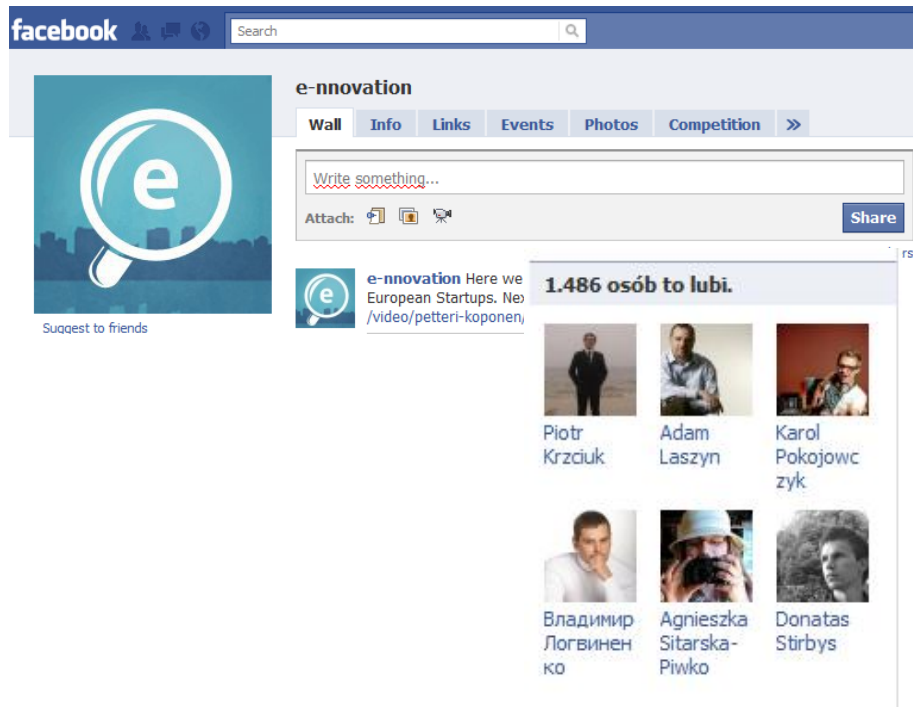 facebook
Search
e-nnovation
Wall Info Links Events Photos Competition »
Write something...
Attach:
Share
rs
e
e-nnovation Here we
European Startups. Nex
/video/petteri-koponen/
Suggest to friends
1.486 osób to lubi.
Piotr
Krzciuk
Adam
Laszyn
Karol
Pokojowc
zyk
Владимир
Логвинен
ко
Agnieszka
Sitarska-
Piwko
Donatas
Stirbys